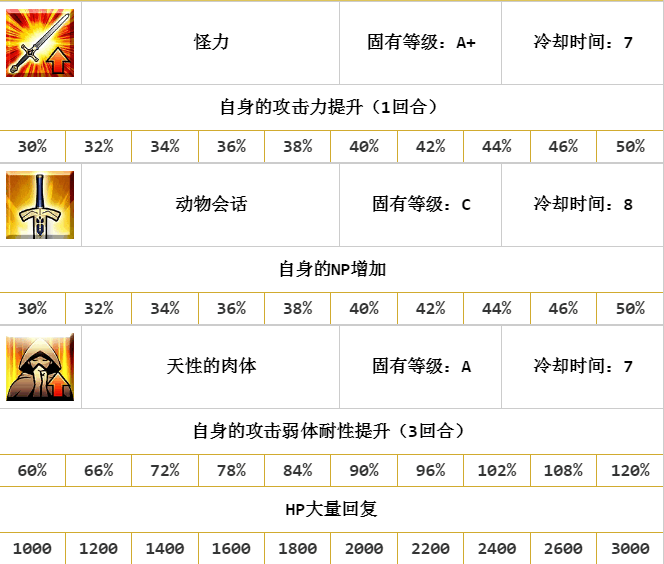 怪力 固有等级：A+ 冷却时间：7
自身的攻击力提升（1回合）
30% 32% 34% 36% 38% 40% 42% 44% 46% 50%
动物会话 固有等级：C 冷却时间：8
自身的NP增加
30% 32% 34% 36% 38% 40% 42% 44% 46% 50%
天性的肉体 固有等级：A 冷却时间：7
自身的攻击弱体耐性提升（3回合）
60% 66% 72% 78% 84% 90% 96% 102% 108% 120%
HP大量回复
1000 1200 1400 1600 1800 2000 2200 2400 2600 3000